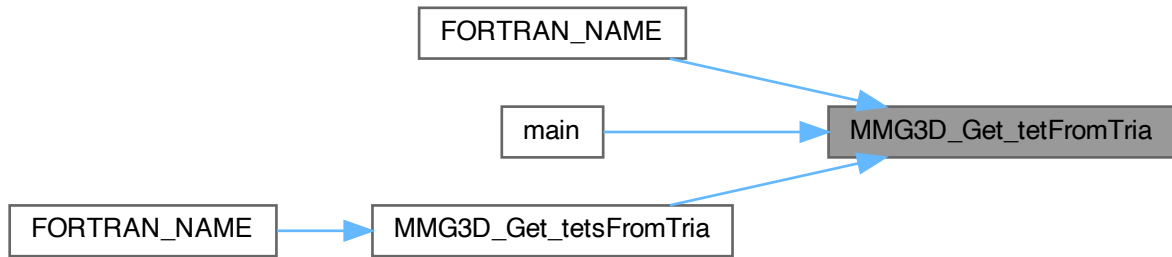 FORTRAN_NAME
main
MMG3D_Get_tetFromTria
FORTRAN_NAME
MMG3D_Get_tetsFromTria